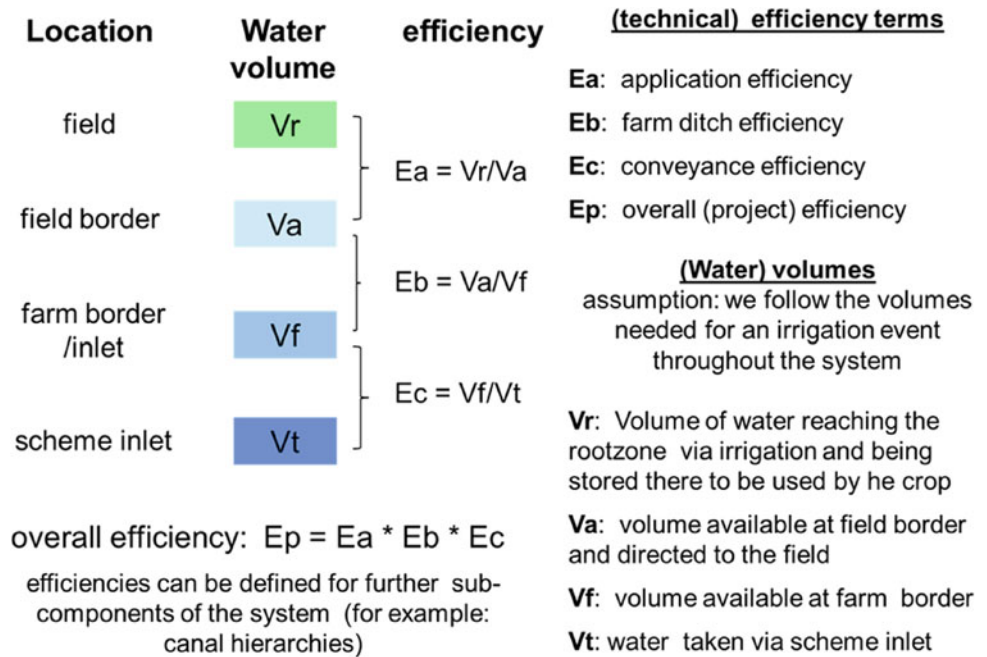 Location
Water
volume
efficiency
field
Vr
Ea = Vr/Va
field border
Va
Eb = Va/Vf
farm border
/inlet
Vf
Ec = Vf/Vt
scheme inlet
Vt
overall efficiency: Ep = Ea * Eb * Ec
efficiencies can be defined for further sub-
components of the system (for example:
canal hierarchies)
(technical) efficiency terms
Ea: application efficiency
Eb: farm ditch efficiency
Ec: conveyance efficiency
Ep: overall (project) efficiency
(Water) volumes
assumption: we follow the volumes
needed for an irrigation event
throughout the system
Vr: Volume of water reaching the
rootzone via irrigation and being
stored there to be used by he crop
Va: volume available at field border
and directed to the field
Vf: volume available at farm border
Vt: water taken via scheme inlet